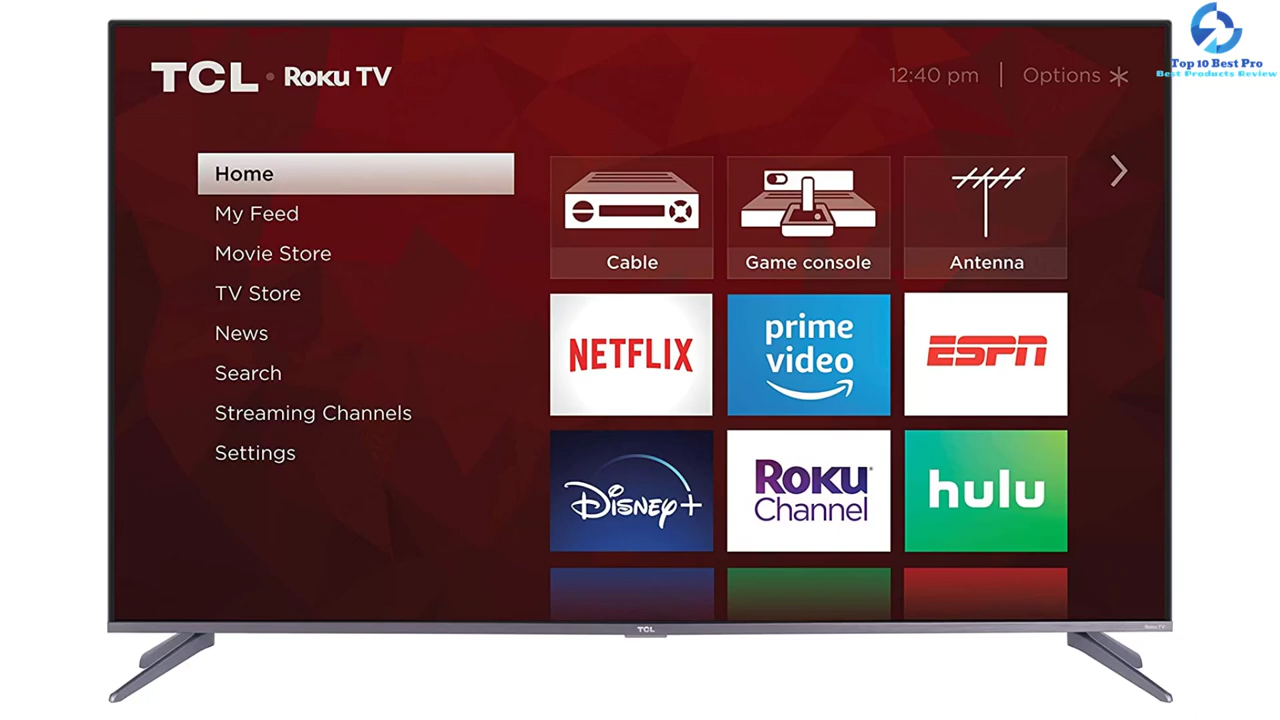 TCL • Roku TV
12:40 pm | Options
Top 10 Best Pro
Best Products Review
Home
My Feed
Movie Store
TV Store
News
Search
Streaming Channels
Settings
Cable
Game console
Antenna
NETFLIX
prime
video
ESPN
Disney+
Roku
Channel
hulu
TCL
Roku TV